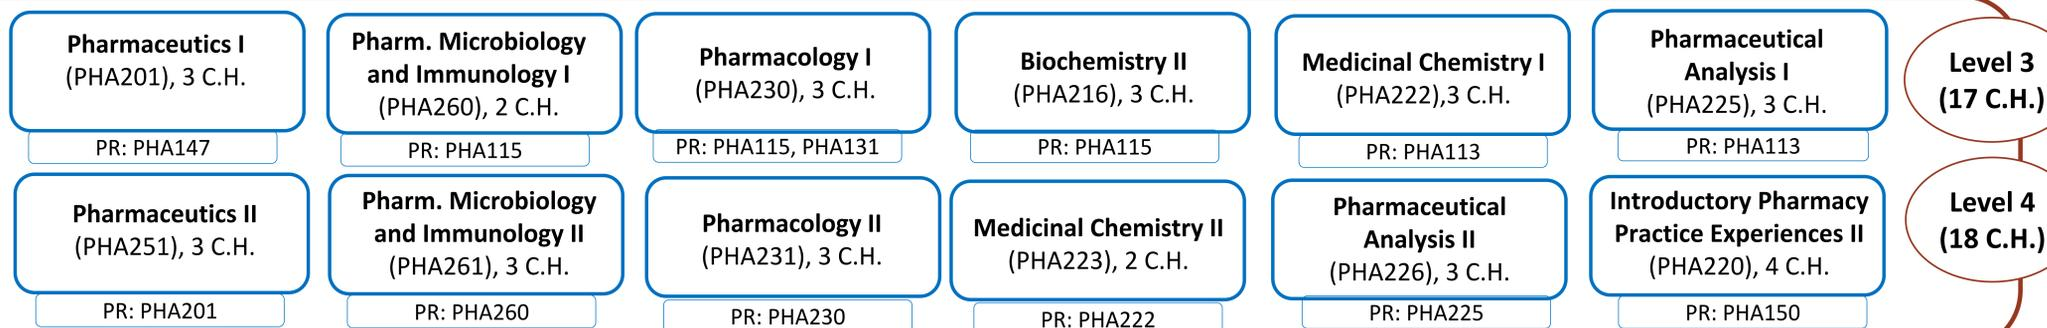 Pharmaceutics I
(PHA201), 3 C.H.
PR: PHA147
Pharm. Microbiology
and Immunology I
(PHA260), 2 C.H.
PR: PHA115
Pharmacology I
(PHA230), 3 C.H.
PR: PHA115, PHA131
Biochemistry II
(PHA216), 3 C.H.
PR: PHA115
Medicinal Chemistry I
(PHA222),3 C.H.
PR: PHA113
Pharmaceutical
Analysis I
(PHA225), 3 C.H.
PR: PHA113
Level 3
(17 C.H.)
Pharmaceutics II
(PHA251), 3 C.H.
PR: PHA201
Pharm. Microbiology
and Immunology II
(PHA261), 3 C.H.
PR: PHA260
Pharmacology II
(PHA231), 3 C.H.
PR: PHA230
Medicinal Chemistry II
(PHA223), 2 C.H.
PR: PHA222
Pharmaceutical
Analysis II
(PHA226), 3 C.H.
PR: PHA225
Introductory Pharmacy
Practice Experiences II
(PHA220), 4 C.H.
PR: PHA150
Level 4
(18 C.H.)